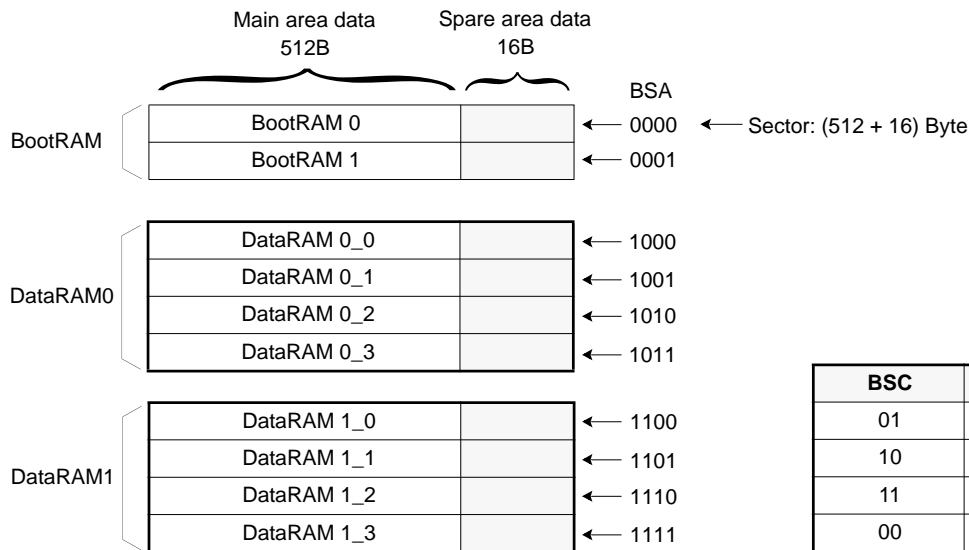 Main area data
512B
Spare area data
16B
BSA
BootRAM
BootRAM 0
0000
Sector: (512 + 16) Byte
BootRAM 1
0001
DataRAM0
DataRAM 0_0
1000
DataRAM 0_1
1001
DataRAM 0_2
1010
DataRAM 0_3
1011
DataRAM1
DataRAM 1_0
1100
DataRAM 1_1
1101
DataRAM 1_2
1110
DataRAM 1_3
1111
BSC
01
10
11
00